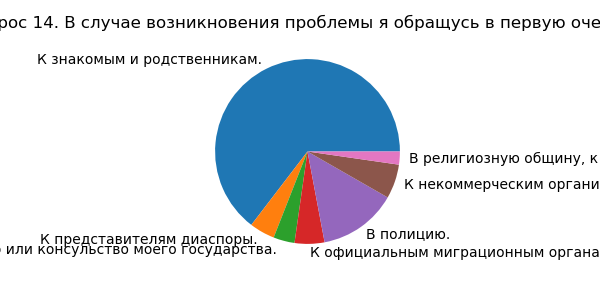 рос 14. В случае возникновения проблемы я обращусь в первую оче
К знакомым и родственникам.
В религиозную общину, к
К некоммерческим органи
В полицию.
К представителям диаспоры.
или консульство моего государства.
К официальным миграционным органа